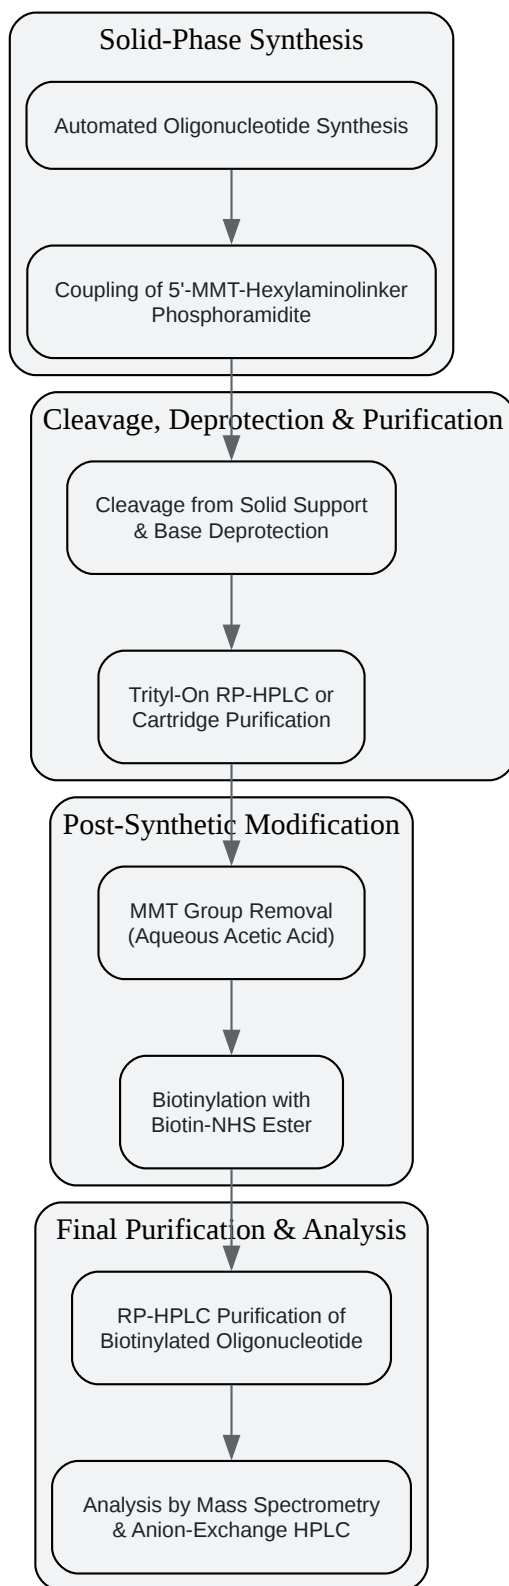 Solid-Phase Synthesis
Automated Oligonucleotide Synthesis
Coupling of 5'-MMT-Hexylaminolinker
Phosphoramidite
Cleavage, Deprotection & Purification
Cleavage from Solid Support
& Base Deprotection
Trityl-On RP-HPLC or
Cartridge Purification
Post-Synthetic Modification
MMT Group Removal
(Aqueous Acetic Acid)
Biotinylation with
Biotin-NHS Ester
Final Purification & Analysis
RP-HPLC Purification of
Biotinylated Oligonucleotide
Analysis by Mass Spectrometry
& Anion-Exchange HPLC